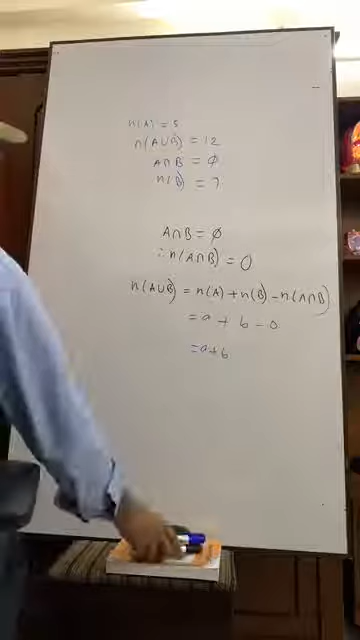 n(A) = 5
n(A∪B) = 12
A∩B = ϕ
n(B) = 7
A∩B = ϕ
∴ n(A∩B) = 0
n(A∪B) = n(A) + n(B) - n(A∩B)
= a + b - 0
= a + b